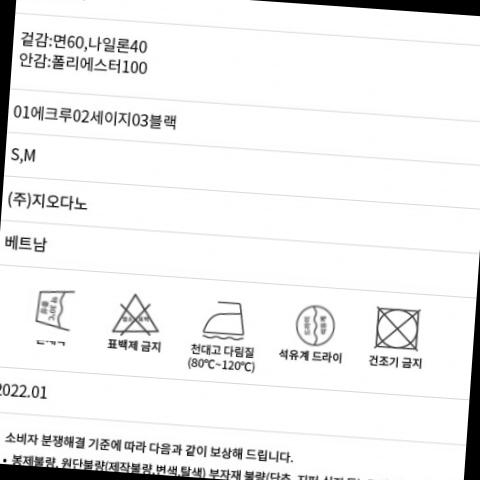 겉감:면60,나일론40
안감:폴리에스터100
01에크루02세이지03블랙
S,M
(주)지오다노
베트남
표백제 금지
천대고 다림질
(80℃~120℃)
석유계 드라이
건조기 금지
2022.01
소비자 분쟁해결 기준에 따라 다음과 같이 보상해 드립니다.
• 봉제불량, 원단불량(제작불량,변색,탈색) 부자재 불량(단추,